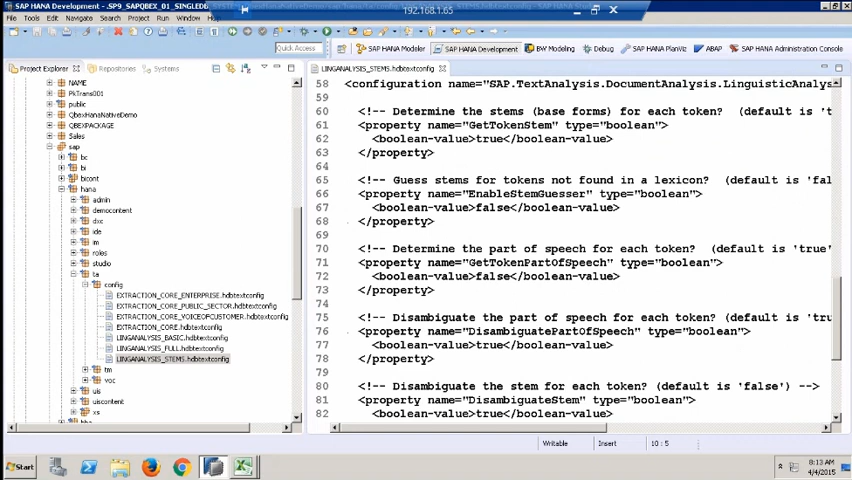 SAP HANA Development - .SP9_SAPQBEX_01_SINGLEDB
192.168.1.65
File Edit Navigate Search Project Run Window
Quick Access
SAP HANA Modeler
SAP HANA Development
BW Modeling
Debug
SAP HANA PlanViz
ABAP
SAP HANA Administration Console
Project Explorer
Repositories
Systems
LINGANALYSIS_STEMS.hdbtextconfig
NAME
PkTrans001
public
QbexHanaNativeDemo
QBEXPACKAGE
Sales
sap
bc
bi
bicont
hana
admin
democontent
dxc
ide
im
roles
studio
ta
config
EXTRACTION_CORE_ENTERPRISE.hdbtextconfig
EXTRACTION_CORE_PUBLIC_SECTOR.hdbtextconfig
EXTRACTION_CORE_VOICEOFCUSTOMER.hdbtextconfig
EXTRACTION_CORE.hdbtextconfig
LINGANALYSIS_BASIC.hdbtextconfig
LINGANALYSIS_FULL.hdbtextconfig
LINGANALYSIS_STEMS.hdbtextconfig
tm
voc
uis
uiscontent
xs
58 <configuration name="SAP.TextAnalysis.DocumentAnalysis.LinguisticAnalys
59
60 <!-- Determine the stems (base forms) for each token? (default is 't
61 <property name="GetTokenStem" type="boolean">
62 <boolean-value>true</boolean-value>
63 </property>
64
65 <!-- Guess stems for tokens not found in a lexicon? (default is 'fal
66 <property name="EnableStemGuesser" type="boolean">
67 <boolean-value>false</boolean-value>
68 </property>
69
70 <!-- Determine the part of speech for each token? (default is 'true'
71 <property name="GetTokenPartOfSpeech" type="boolean">
72 <boolean-value>false</boolean-value>
73 </property>
74
75 <!-- Disambiguate the part of speech for each token? (default is 'tru
76 <property name="DisambiguatePartOfSpeech" type="boolean">
77 <boolean-value>true</boolean-value>
78 </property>
79
80 <!-- Disambiguate the stem for each token? (default is 'false') -->
81 <property name="DisambiguateStem" type="boolean">
82 <boolean-value>true</boolean-value>
Writable
Insert
10 : 5
Start
8:13 AM
4/4/2015